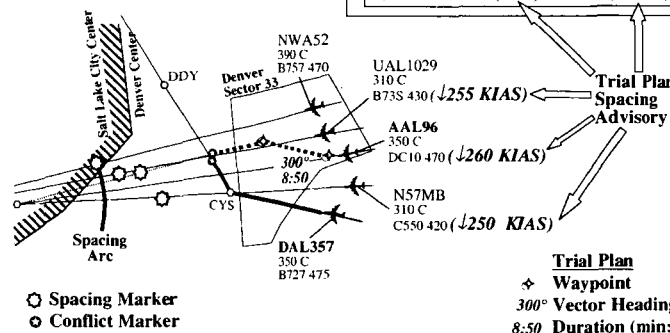 Salt Lake City Center
Denver Center
DDY
Denver
Sector 33
NWA52
390 C
B757 470
UAL1029
310 C
B73S 430 (↓255 KIAS)
AAL96
350 C
DC10 470 (↓260 KIAS)
300°
8:50
CYS
N57MB
310 C
C550 420 (↓250 KIAS)
DAL357
350 C
B727 475
Spacing
Arc
Trial Plan
Spacing
Advisory
Spacing Marker
Conflict Marker
Trial Plan
Waypoint
300° Vector Heading
8:50 Duration (min: